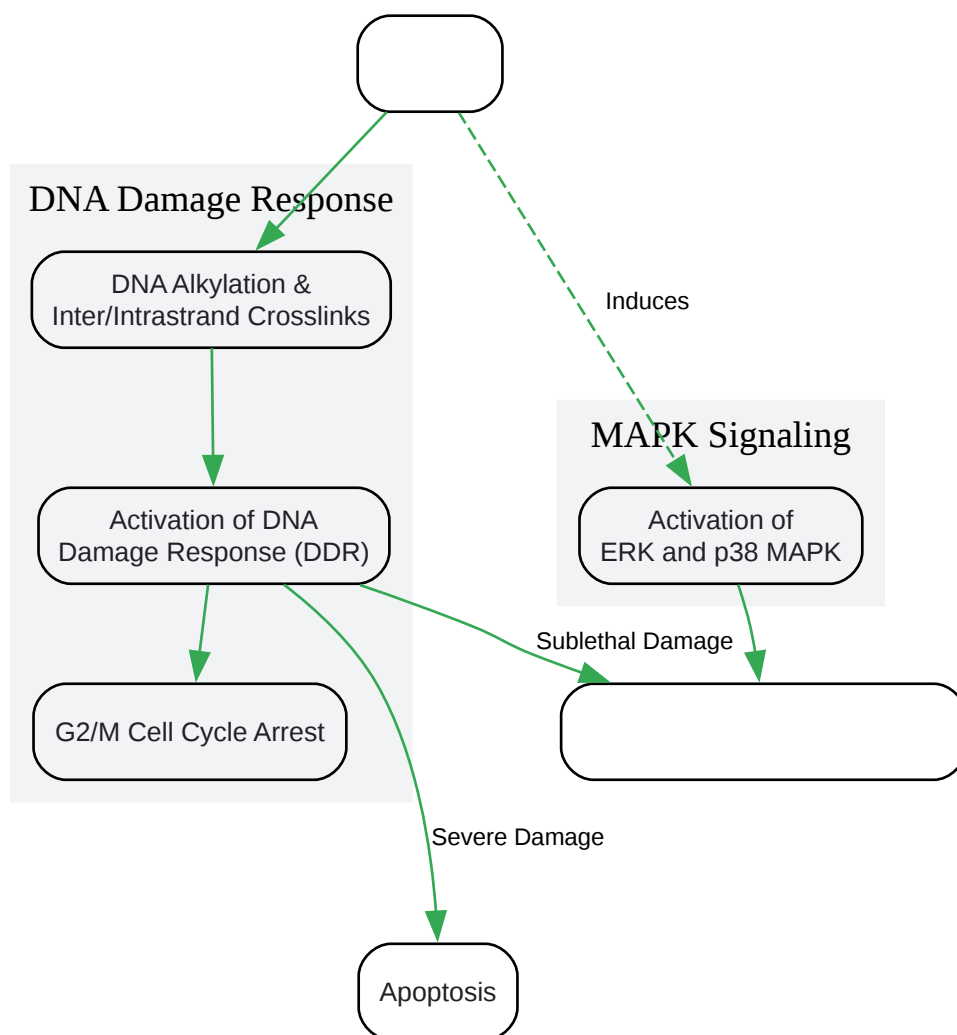 DNA Damage Response
DNA Alkylation &
Inter/Intrastrand Crosslinks
Induces
MAPK Signaling
Activation of DNA
Damage Response (DDR)
Activation of
ERK and p38 MAPK
Sublethal Damage
G2/M Cell Cycle Arrest
Severe Damage
Apoptosis